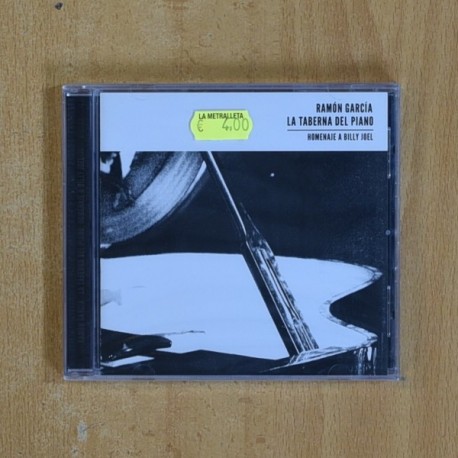 RAMÓN GARCÍA
LA TABERNA DEL PIANO
HOMENAJE A BILLY JOEL
LA METRALLETA
€ 4,00